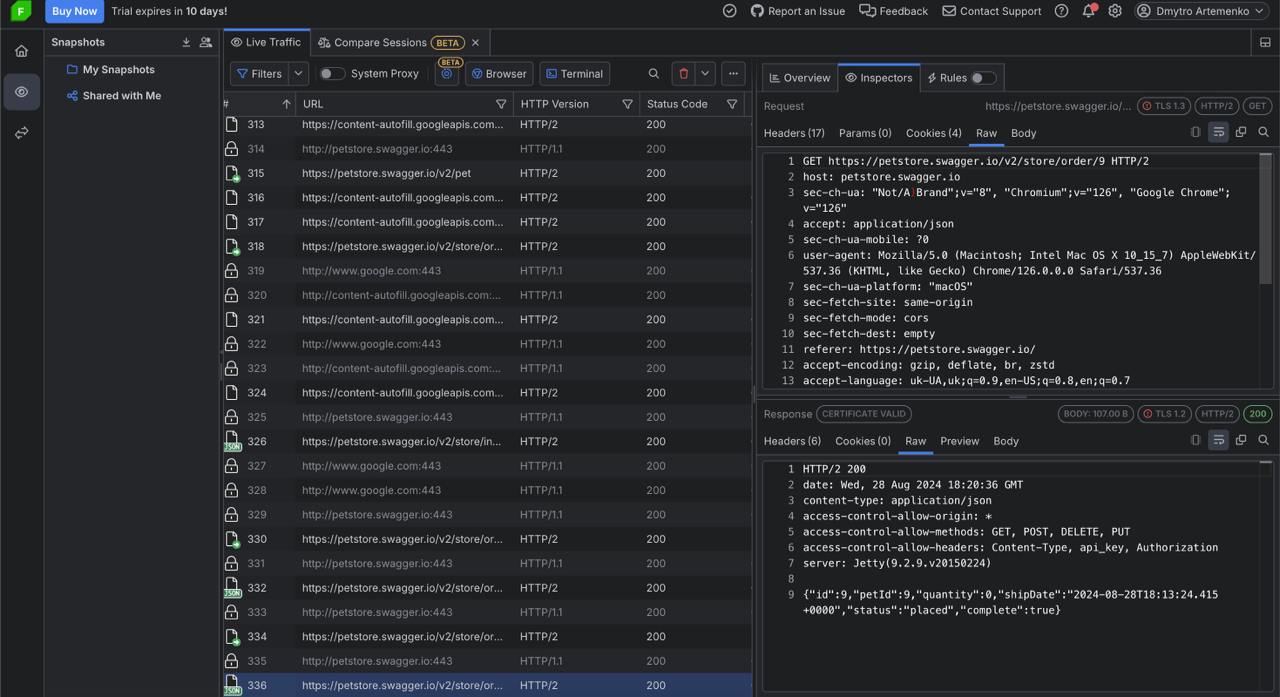 F Buy Now Trial expires in 10 days! Report an Issue Feedback Contact Support Dmytro Artemenko
Snapshots
My Snapshots
Shared with Me
Live Traffic Compare Sessions BETA
Filters System Proxy BETA Browser Terminal
# URL HTTP Version Status Code
313 https://content-autofill.googleapis.com... HTTP/2 200
314 http://petstore.swagger.io:443 HTTP/1.1 200
315 https://petstore.swagger.io/v2/pet HTTP/2 200
316 https://content-autofill.googleapis.com... HTTP/2 200
317 https://content-autofill.googleapis.com... HTTP/2 200
318 https://petstore.swagger.io/v2/store/or... HTTP/2 200
319 http://www.google.com:443 HTTP/1.1 200
320 http://content-autofill.googleapis.com:... HTTP/1.1 200
321 https://content-autofill.googleapis.com... HTTP/2 200
322 http://www.google.com:443 HTTP/1.1 200
323 http://content-autofill.googleapis.com:... HTTP/1.1 200
324 https://content-autofill.googleapis.com... HTTP/2 200
325 http://petstore.swagger.io:443 HTTP/1.1 200
JSON 326 https://petstore.swagger.io/v2/store/in... HTTP/2 200
327 http://www.google.com:443 HTTP/1.1 200
328 http://www.google.com:443 HTTP/1.1 200
329 http://petstore.swagger.io:443 HTTP/1.1 200
330 https://petstore.swagger.io/v2/store/or... HTTP/2 200
331 http://petstore.swagger.io:443 HTTP/1.1 200
JSON 332 https://petstore.swagger.io/v2/store/or... HTTP/2 200
333 http://petstore.swagger.io:443 HTTP/1.1 200
334 https://petstore.swagger.io/v2/store/or... HTTP/2 200
335 http://petstore.swagger.io:443 HTTP/1.1 200
JSON 336 https://petstore.swagger.io/v2/store/or... HTTP/2 200
Overview Inspectors Rules
Request https://petstore.swagger.io/... TLS 1.3 HTTP/2 GET
Headers (17) Params (0) Cookies (4) Raw Body
1 GET https://petstore.swagger.io/v2/store/order/9 HTTP/2
2 host: petstore.swagger.io
3 sec-ch-ua: "Not/A)Brand";v="8", "Chromium";v="126", "Google Chrome";
v="126"
4 accept: application/json
5 sec-ch-ua-mobile: ?0
6 user-agent: Mozilla/5.0 (Macintosh; Intel Mac OS X 10_15_7) AppleWebKit/
537.36 (KHTML, like Gecko) Chrome/126.0.0.0 Safari/537.36
7 sec-ch-ua-platform: "macOS"
8 sec-fetch-site: same-origin
9 sec-fetch-mode: cors
10 sec-fetch-dest: empty
11 referer: https://petstore.swagger.io/
12 accept-encoding: gzip, deflate, br, zstd
13 accept-language: uk-UA,uk;q=0.9,en-US;q=0.8,en;q=0.7
Response CERTIFICATE VALID BODY: 107.00 B TLS 1.2 HTTP/2 200
Headers (6) Cookies (0) Raw Preview Body
1 HTTP/2 200
2 date: Wed, 28 Aug 2024 18:20:36 GMT
3 content-type: application/json
4 access-control-allow-origin: *
5 access-control-allow-methods: GET, POST, DELETE, PUT
6 access-control-allow-headers: Content-Type, api_key, Authorization
7 server: Jetty(9.2.9.v20150224)
8
9 {"id":9,"petId":9,"quantity":0,"shipDate":"2024-08-28T18:13:24.415
+0000","status":"placed","complete":true}